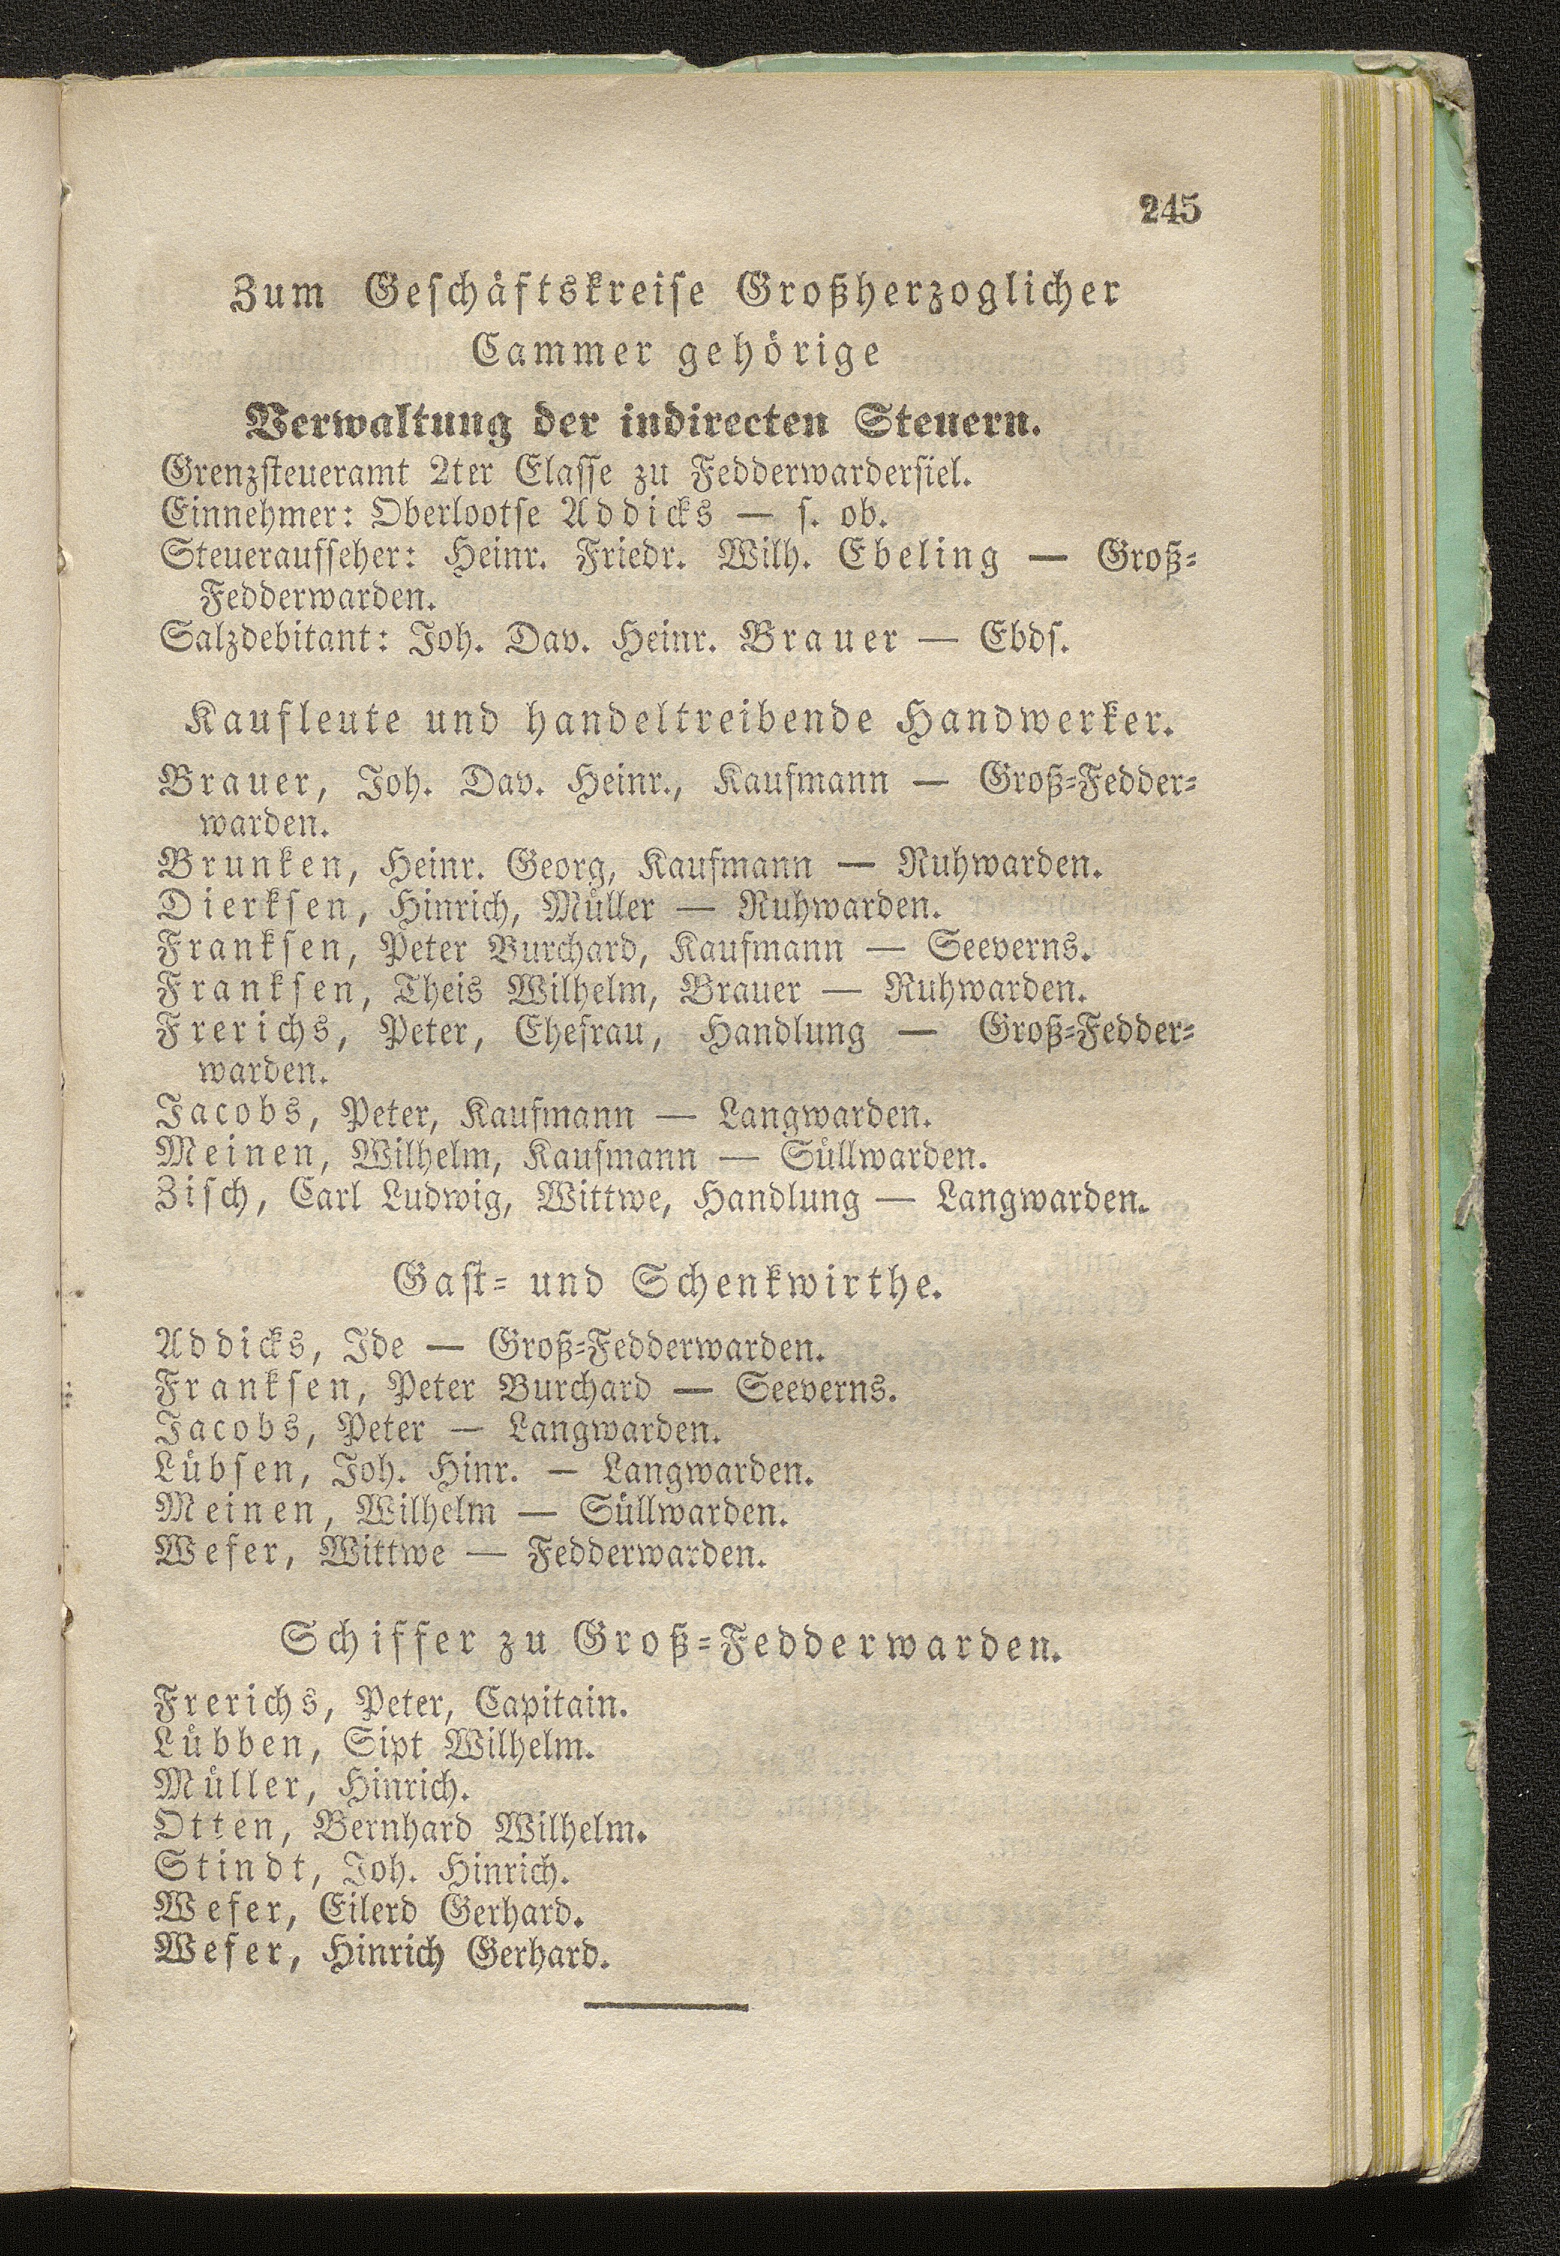 245
Zum Geschäftskreise Großherzoglicher
Cammer gehörige
Verwaltung der indirecten Steuern.
Grenzsteueramt 2ter Classe zu Fedderwardersiel.
Einnehmer: Oberlootse Addicks — s. ob.
Steueraufseher: Heinr. Friedr. Wilh. Ebeling — Groß-
Fedderwarden.
Salzdebitant: Joh. Dav. Heinr. Brauer — Ebds.
Kaufleute und handeltreibende Handwerker.
Brauer, Joh. Dav. Heinr., Kaufmann — Groß-Fedder-
warden.
Brunken, Heinr. Georg, Kaufmann — Ruhwarden.
Dierksen, Hinrich, Müller — Ruhwarden.
Franksen, Peter Burchard, Kaufmann — Seeverns.
Franksen, Theis Wilhelm, Brauer — Ruhwarden.
Frerichs, Peter, Ehefrau, Handlung — Groß-Fedder-
warden.
Jacobs, Peter, Kaufmann — Langwarden.
Meinen, Wilhelm, Kaufmann — Süllwarden.
Zisch, Carl Ludwig, Wittwe, Handlung — Langwarden.
Gast- und Schenkwirthe.
Addicks, Ide — Groß-Fedderwarden.
Franksen, Peter Burchard — Seeverns.
Jacobs, Peter — Langwarden.
Lübsen, Joh. Hinr. — Langwarden.
Meinen, Wilhelm — Süllwarden.
Wefer, Wittwe — Fedderwarden.
Schiffer zu Groß-Fedderwarden.
Frerichs, Peter, Capitain.
Lübben, Sipt Wilhelm.
Müller, Hinrich.
Otten, Bernhard Wilhelm.
Stindt, Joh. Hinrich.
Wefer, Eilerd Gerhard.
Wefer, Hinrich Gerhard.